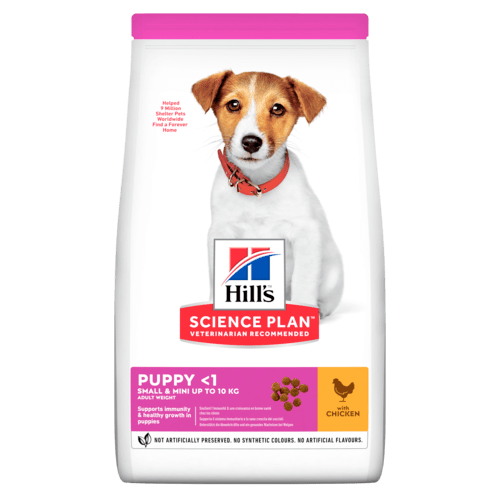 Helped
9 Million
Shelter Pets
Worldwide
Find a Forever
Home
Hill's
SCIENCE PLAN™
VETERINARIAN RECOMMENDED
PUPPY <1
SMALL & MINI UP TO 10 KG
ADULT WEIGHT
Supports immunity
& healthy growth in
puppies
with
CHICKEN
NOT ARTIFICIALLY PRESERVED. NO SYNTHETIC COLOURS. NO ARTIFICIAL FLAVOURS.